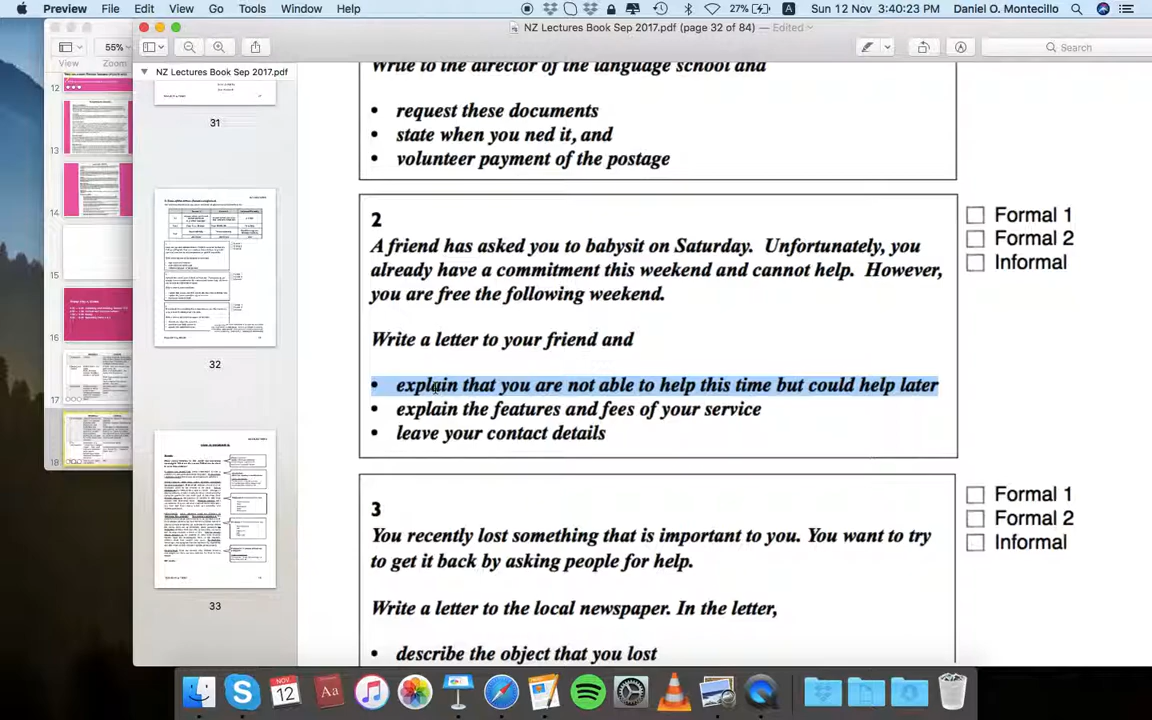 Preview File Edit View Go Tools Window Help 27% Sun 12 Nov 3:40:23 PM Daniel O. Montecillo
NZ Lectures Book Sep 2017.pdf (page 32 of 84) — Edited
55%
View Zoom
Search
NZ Lectures Book Sep 2017.pdf
12
13
14
15
16
17
18
31
32
33
Write to the director of the language school and
• request these documents
• state when you ned it, and
• volunteer payment of the postage
2
A friend has asked you to babysit on Saturday. Unfortunately, you
already have a commitment this weekend and cannot help. However,
you are free the following weekend.
Write a letter to your friend and
• explain that you are not able to help this time but could help later
• explain the features and fees of your service
• leave your contact details
Formal 1
Formal 2
Informal
3
You recently lost something that is important to you. You want to try
to get it back by asking people for help.
Write a letter to the local newspaper. In the letter,
• describe the object that you lost
Formal 1
Formal 2
Informal
NOV
12
Aa